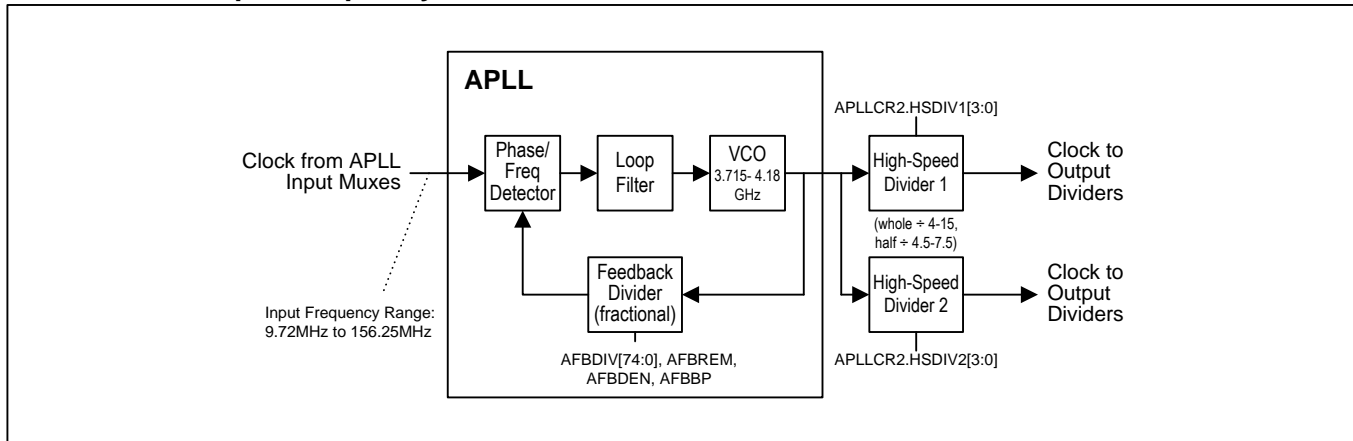 APLL
APLLCR2.HSDIV1[3:0]
Clock from APLL
Input Muxes
Phase/
Freq
Detector
Loop
Filter
VCO
3.715- 4.18
GHz
High-Speed
Divider 1
Clock to
Output
Dividers
(whole ÷ 4-15,
half ÷ 4.5-7.5)
Feedback
Divider
(fractional)
High-Speed
Divider 2
Clock to
Output
Dividers
Input Frequency Range:
9.72MHz to 156.25MHz
AFBDIV[74:0], AFBREM,
AFBDEN, AFBBP
APLLCR2.HSDIV2[3:0]